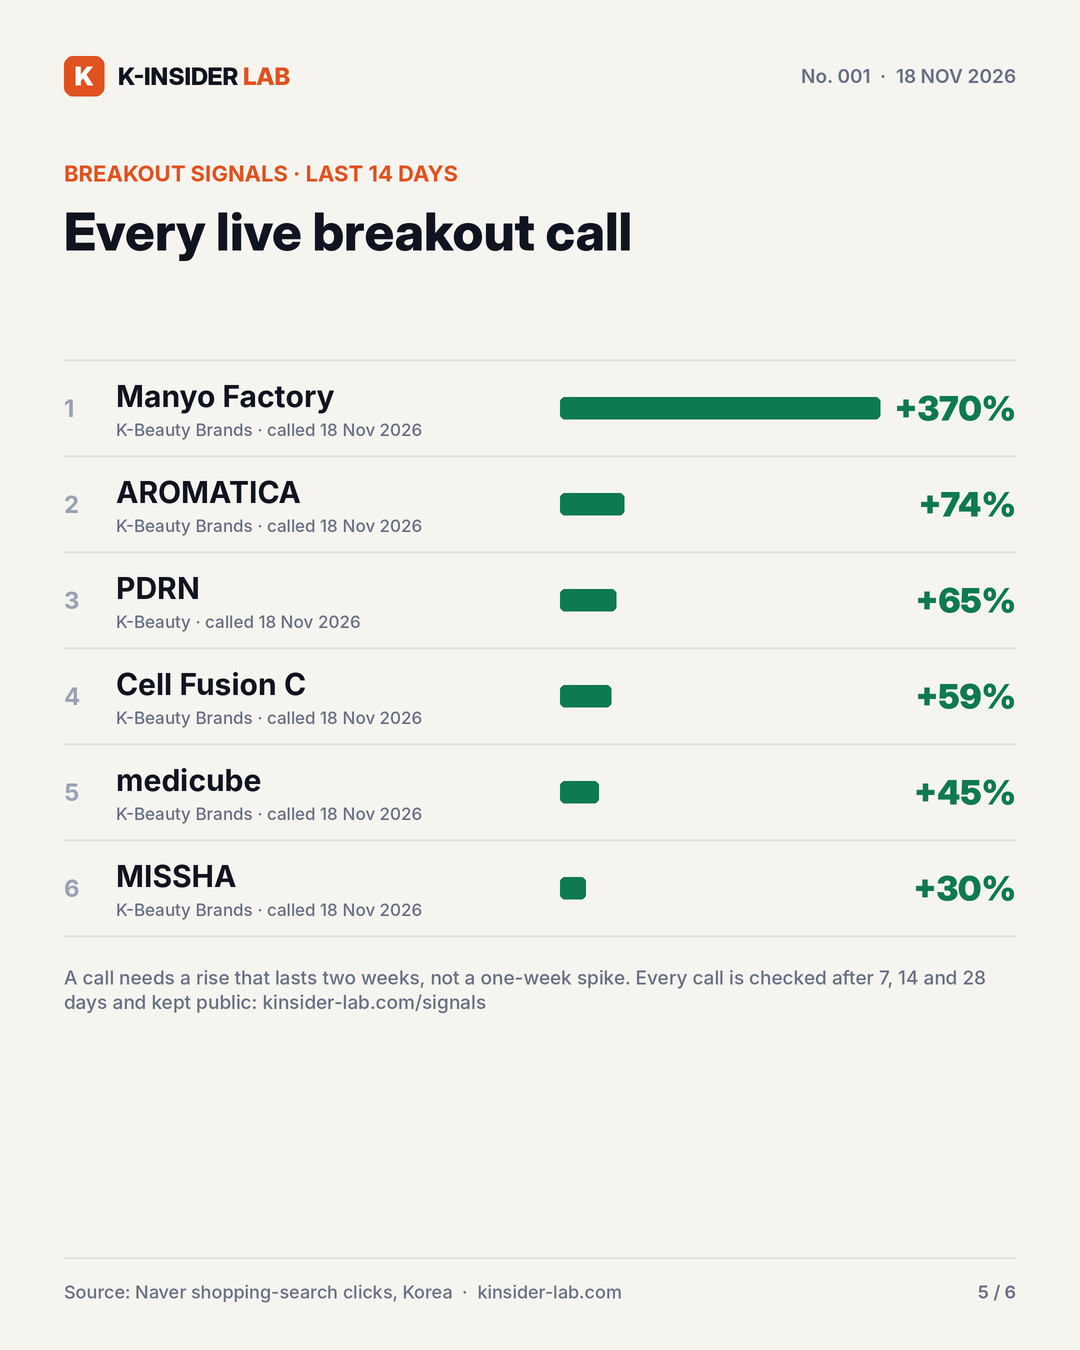 K K-INSIDER LAB
No. 001 · 18 NOV 2026
BREAKOUT SIGNALS · LAST 14 DAYS
Every live breakout call
1
Manyo Factory
K-Beauty Brands · called 18 Nov 2026
+370%
2
AROMATICA
K-Beauty Brands · called 18 Nov 2026
+74%
3
PDRN
K-Beauty · called 18 Nov 2026
+65%
4
Cell Fusion C
K-Beauty Brands · called 18 Nov 2026
+59%
5
medicube
K-Beauty Brands · called 18 Nov 2026
+45%
6
MISSHA
K-Beauty Brands · called 18 Nov 2026
+30%
A call needs a rise that lasts two weeks, not a one-week spike. Every call is checked after 7, 14 and 28
days and kept public: kinsider-lab.com/signals
Source: Naver shopping-search clicks, Korea · kinsider-lab.com
5 / 6